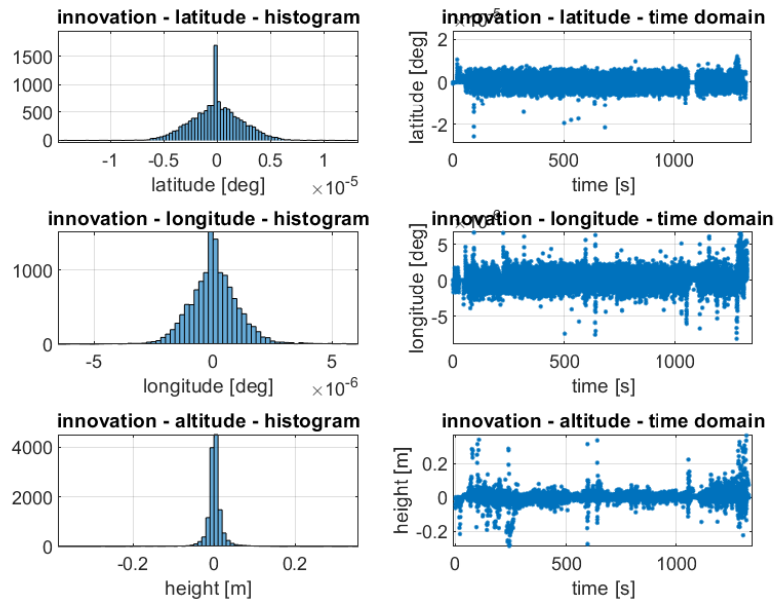 innovation - latitude - histogram
1500
1000
500
0
-1 -0.5 0 0.5 1
latitude [deg]
×10^-5
innovation - latitude - time domain
latitude [deg]
2
0
-2
0 500 1000
time [s]
innovation - longitude - histogram
1000
0
-5 0 5
longitude [deg]
×10^-6
innovation - longitude - time domain
longitude [deg]
5
0
-5
0 500 1000
time [s]
innovation - altitude - histogram
4000
2000
0
-0.2 0 0.2
height [m]
innovation - altitude - time domain
height [m]
0.2
0
-0.2
0 500 1000
time [s]